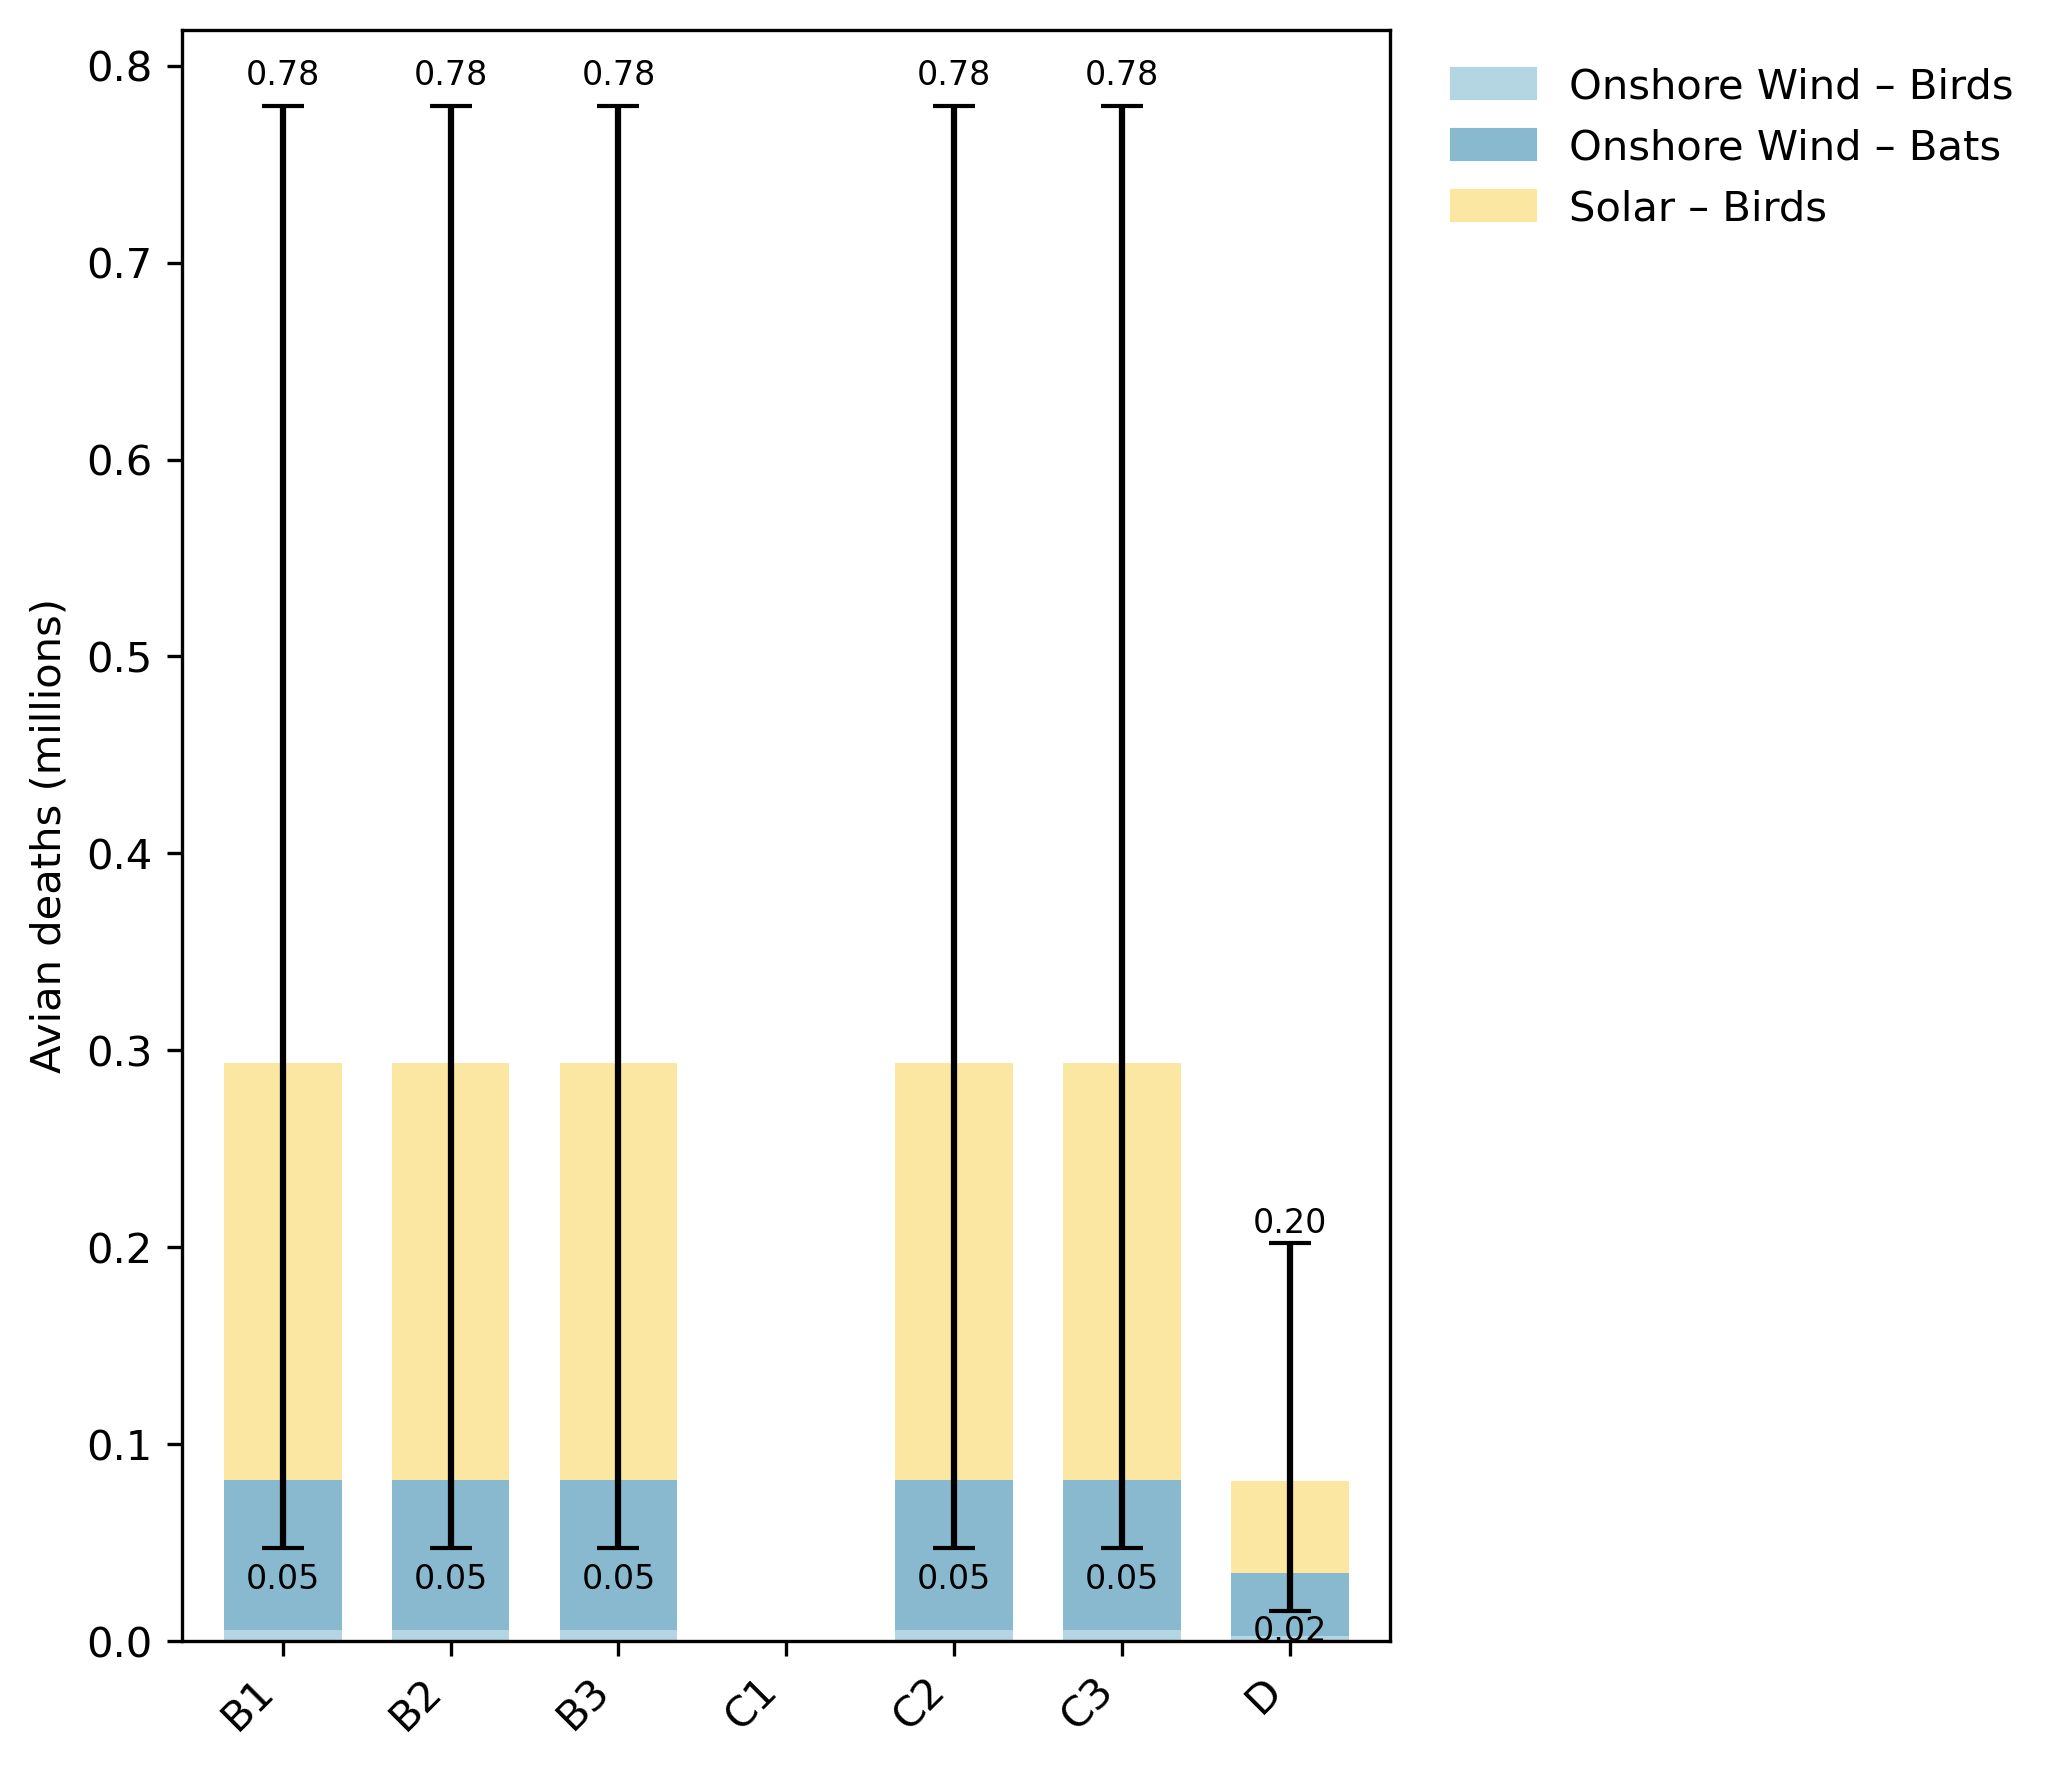 Avian deaths (millions)
0.8
0.7
0.6
0.5
0.4
0.3
0.2
0.1
0.0
0.78 0.78 0.78 0.78 0.78
0.20
0.05 0.05 0.05 0.05 0.05
0.02
B1 B2 B3 C1 C2 C3 D
Onshore Wind – Birds
Onshore Wind – Bats
Solar – Birds